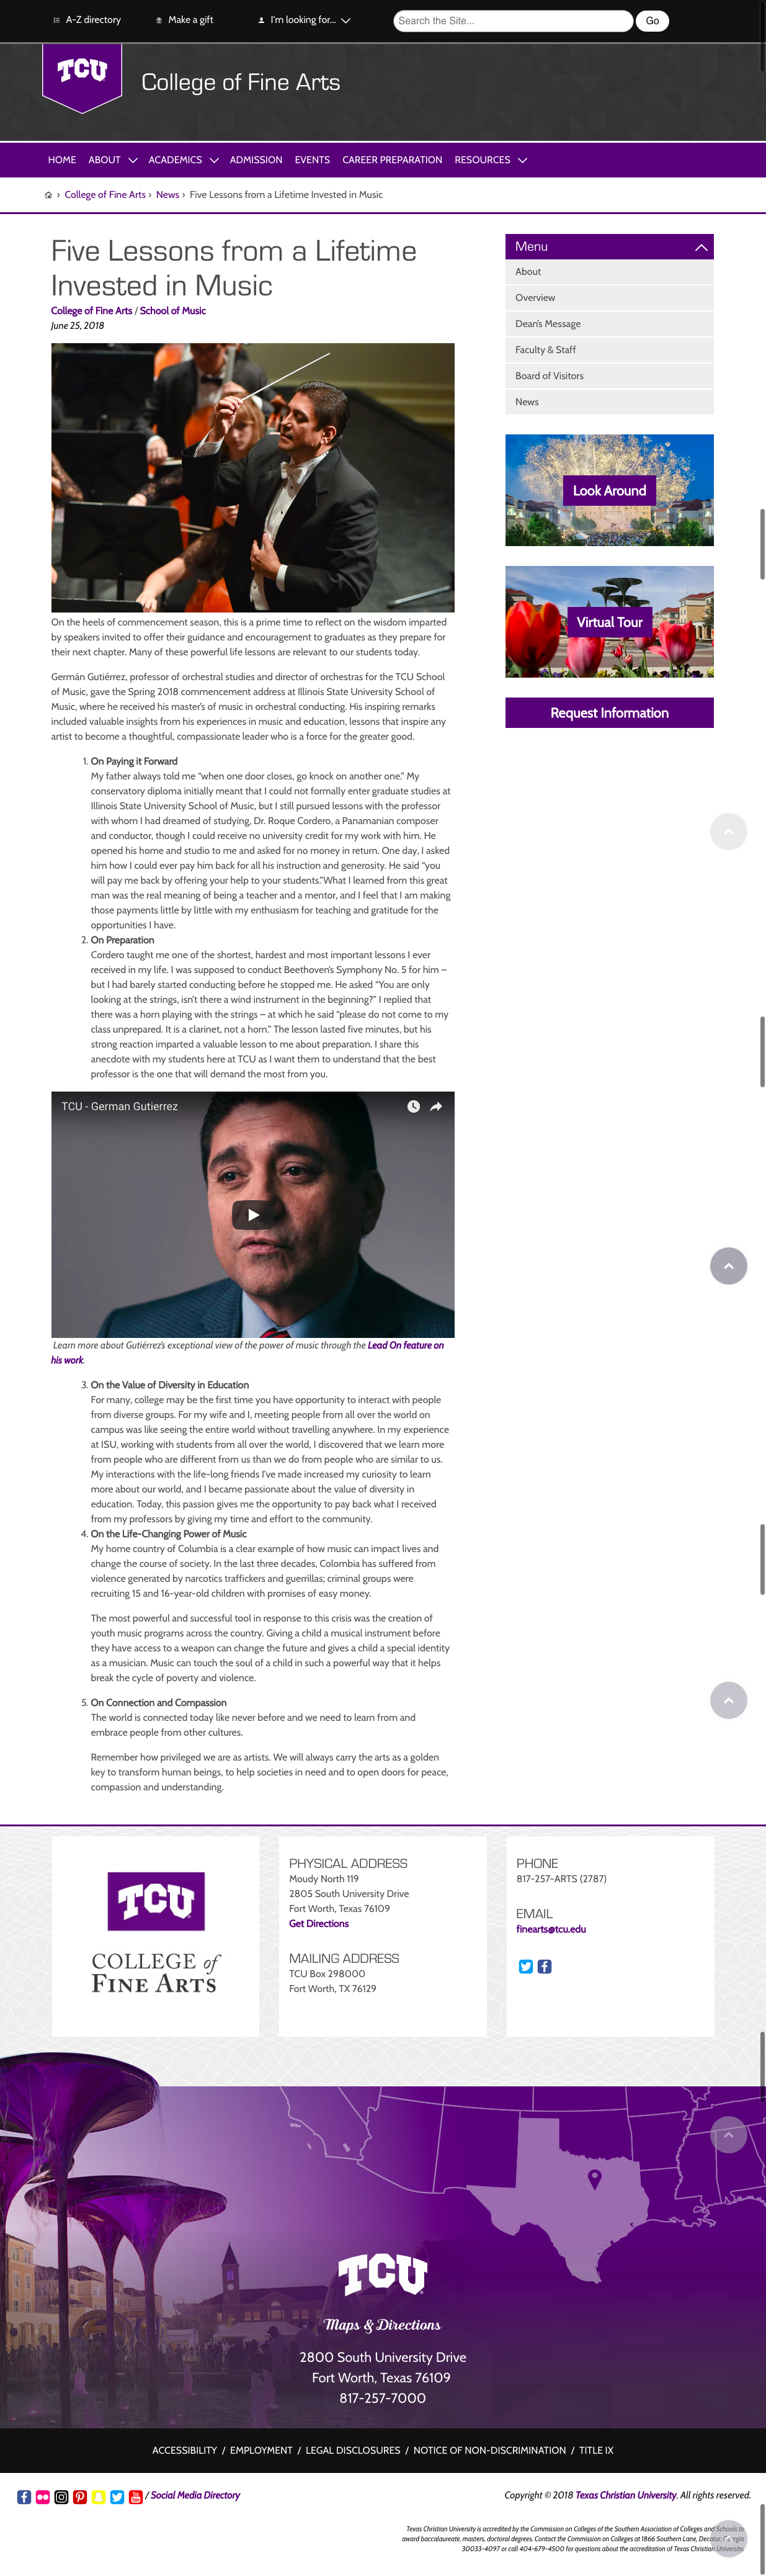 A-Z directory
Make a gift
I'm looking for...
Search the Site...
Go
TCU
College of Fine Arts
HOME
ABOUT
ACADEMICS
ADMISSION
EVENTS
CAREER PREPARATION
RESOURCES
› College of Fine Arts › News › Five Lessons from a Lifetime Invested in Music
Five Lessons from a Lifetime
Invested in Music
College of Fine Arts / School of Music
June 25, 2018
On the heels of commencement season, this is a prime time to reflect on the wisdom imparted
by speakers invited to offer their guidance and encouragement to graduates as they prepare for
their next chapter. Many of these powerful life lessons are relevant to our students today.
Germán Gutiérrez, professor of orchestral studies and director of orchestras for the TCU School
of Music, gave the Spring 2018 commencement address at Illinois State University School of
Music, where he received his master's of music in orchestral conducting. His inspiring remarks
included valuable insights from his experiences in music and education, lessons that inspire any
artist to become a thoughtful, compassionate leader who is a force for the greater good.
1. On Paying it Forward
My father always told me “when one door closes, go knock on another one.” My
conservatory diploma initially meant that I could not formally enter graduate studies at
Illinois State University School of Music, but I still pursued lessons with the professor
with whom I had dreamed of studying, Dr. Roque Cordero, a Panamanian composer
and conductor, though I could receive no university credit for my work with him. He
opened his home and studio to me and asked for no money in return. One day, I asked
him how I could ever pay him back for all his instruction and generosity. He said “you
will pay me back by offering your help to your students.”What I learned from this great
man was the real meaning of being a teacher and a mentor, and I feel that I am making
those payments little by little with my enthusiasm for teaching and gratitude for the
opportunities I have.
2. On Preparation
Cordero taught me one of the shortest, hardest and most important lessons I ever
received in my life. I was supposed to conduct Beethoven's Symphony No. 5 for him –
but I had barely started conducting before he stopped me. He asked “You are only
looking at the strings, isn't there a wind instrument in the beginning?” I replied that
there was a horn playing with the strings – at which he said “please do not come to my
class unprepared. It is a clarinet, not a horn.” The lesson lasted five minutes, but his
strong reaction imparted a valuable lesson to me about preparation. I share this
anecdote with my students here at TCU as I want them to understand that the best
professor is the one that will demand the most from you.
TCU - German Gutierrez
Learn more about Gutiérrez's exceptional view of the power of music through the Lead On feature on
his work.
3. On the Value of Diversity in Education
For many, college may be the first time you have opportunity to interact with people
from diverse groups. For my wife and I, meeting people from all over the world on
campus was like seeing the entire world without travelling anywhere. In my experience
at ISU, working with students from all over the world, I discovered that we learn more
from people who are different from us than we do from people who are similar to us.
My interactions with the life-long friends I've made increased my curiosity to learn
more about our world, and I became passionate about the value of diversity in
education. Today, this passion gives me the opportunity to pay back what I received
from my professors by giving my time and effort to the community.
4. On the Life-Changing Power of Music
My home country of Columbia is a clear example of how music can impact lives and
change the course of society. In the last three decades, Colombia has suffered from
violence generated by narcotics traffickers and guerrillas; criminal groups were
recruiting 15 and 16-year-old children with promises of easy money.
The most powerful and successful tool in response to this crisis was the creation of
youth music programs across the country. Giving a child a musical instrument before
they have access to a weapon can change the future and gives a child a special identity
as a musician. Music can touch the soul of a child in such a powerful way that it helps
break the cycle of poverty and violence.
5. On Connection and Compassion
The world is connected today like never before and we need to learn from and
embrace people from other cultures.
Remember how privileged we are as artists. We will always carry the arts as a golden
key to transform human beings, to help societies in need and to open doors for peace,
compassion and understanding.
Menu
About
Overview
Dean's Message
Faculty & Staff
Board of Visitors
News
Look Around
Virtual Tour
Request Information
TCU
COLLEGE of
FINE ARTS
PHYSICAL ADDRESS
Moudy North 119
2805 South University Drive
Fort Worth, Texas 76109
Get Directions
MAILING ADDRESS
TCU Box 298000
Fort Worth, TX 76129
PHONE
817-257-ARTS (2787)
EMAIL
finearts@tcu.edu
TCU
Maps & Directions
2800 South University Drive
Fort Worth, Texas 76109
817-257-7000
ACCESSIBILITY / EMPLOYMENT / LEGAL DISCLOSURES / NOTICE OF NON-DISCRIMINATION / TITLE IX
/ Social Media Directory
Copyright © 2018 Texas Christian University. All rights reserved.
Texas Christian University is accredited by the Commission on Colleges of the Southern Association of Colleges and Schools to
award baccalaureate, masters, doctoral degrees. Contact the Commission on Colleges at 1866 Southern Lane, Decatur, Georgia
30033-4097 or call 404-679-4500 for questions about the accreditation of Texas Christian University.